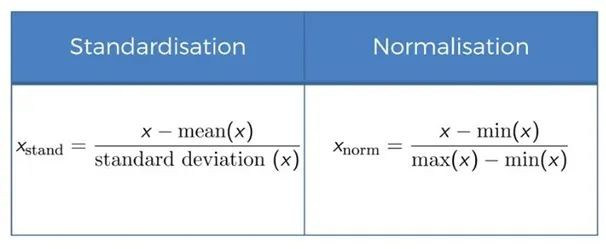 Standardisation
Normalisation
x_stand = (x − mean(x)) / (standard deviation (x))
x_norm = (x − min(x)) / (max(x) − min(x))